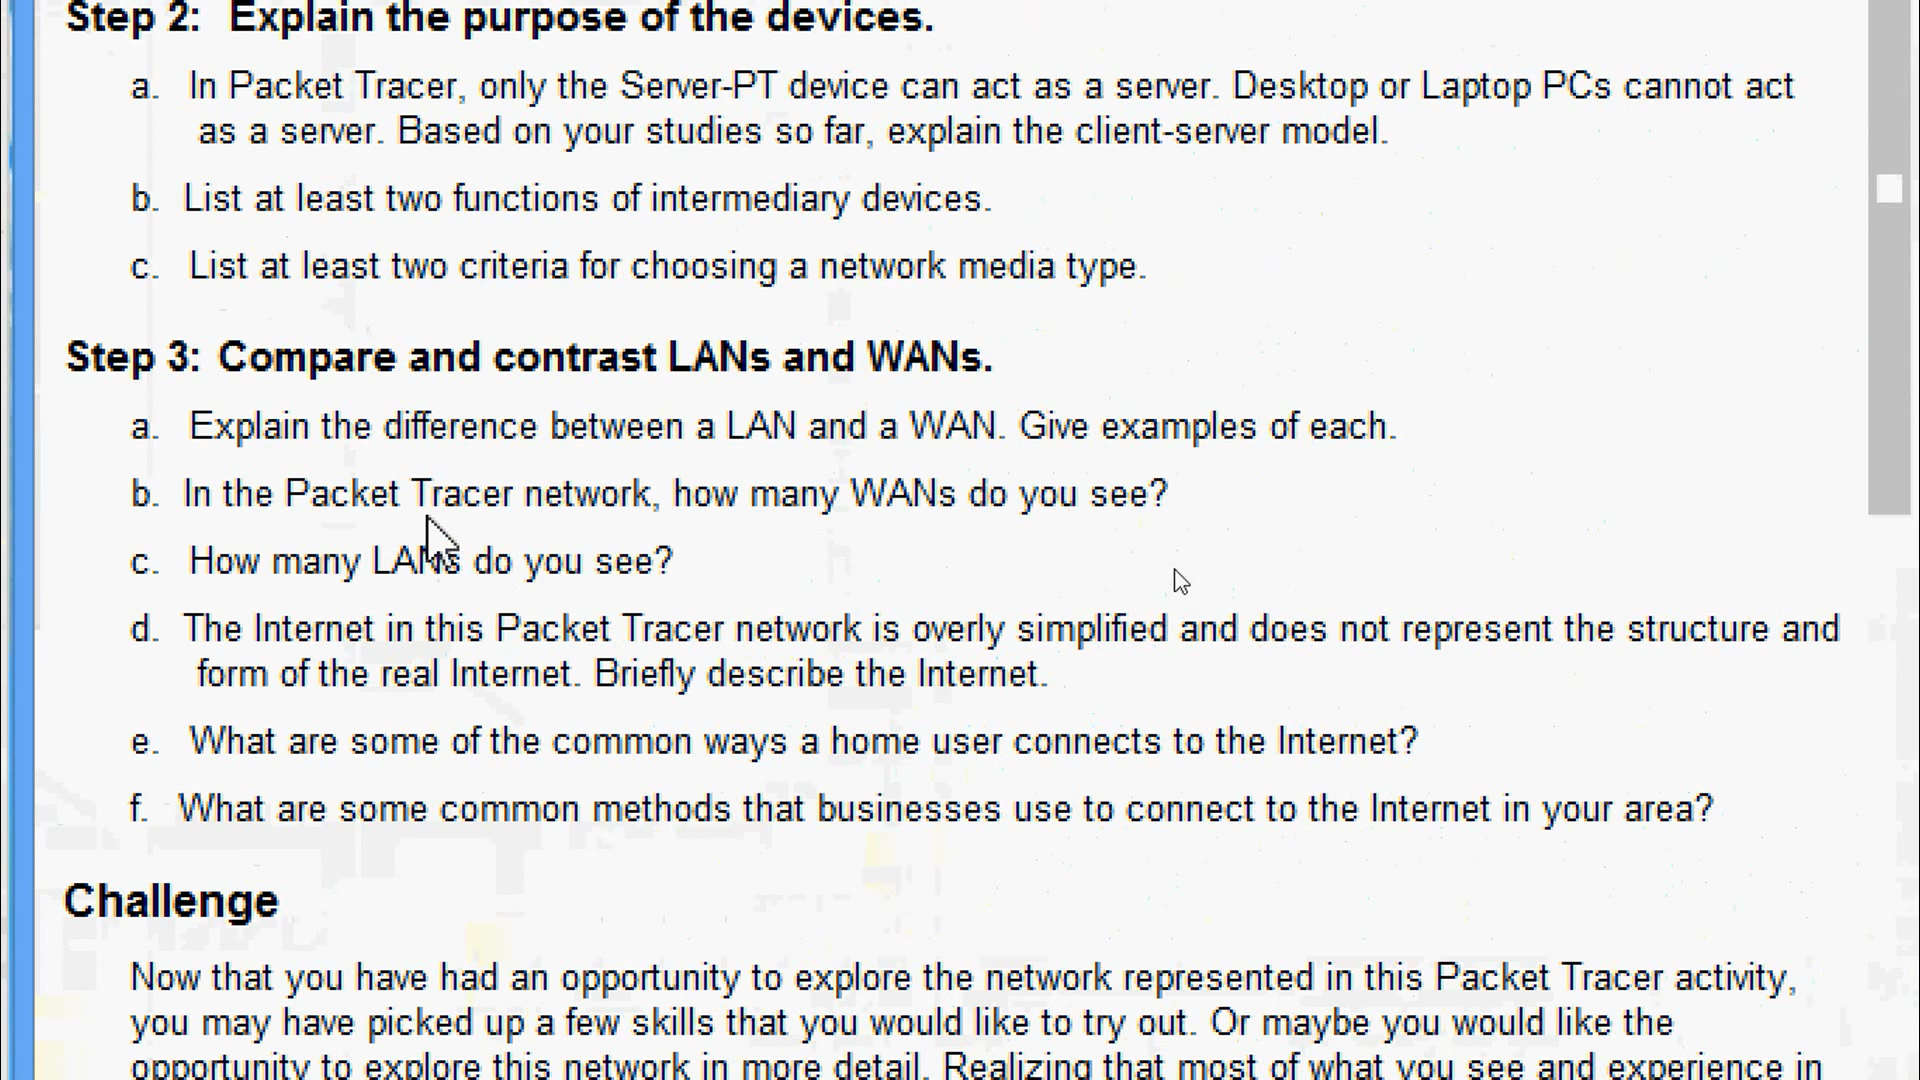 Step 2: Explain the purpose of the devices.
a. In Packet Tracer, only the Server-PT device can act as a server. Desktop or Laptop PCs cannot act
as a server. Based on your studies so far, explain the client-server model.
b. List at least two functions of intermediary devices.
c. List at least two criteria for choosing a network media type.
Step 3: Compare and contrast LANs and WANs.
a. Explain the difference between a LAN and a WAN. Give examples of each.
b. In the Packet Tracer network, how many WANs do you see?
c. How many LANs do you see?
d. The Internet in this Packet Tracer network is overly simplified and does not represent the structure and
form of the real Internet. Briefly describe the Internet.
e. What are some of the common ways a home user connects to the Internet?
f. What are some common methods that businesses use to connect to the Internet in your area?
Challenge
Now that you have had an opportunity to explore the network represented in this Packet Tracer activity,
you may have picked up a few skills that you would like to try out. Or maybe you would like the
opportunity to explore this network in more detail. Realizing that most of what you see and experience in